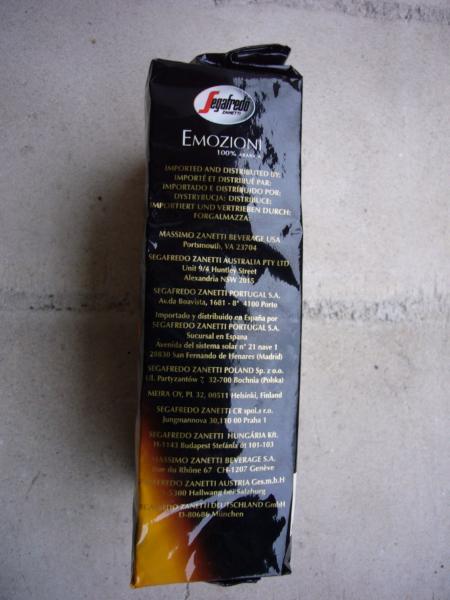 Segafredo
ZANETTI
EMOZIONI
100% ARABICA
IMPORTED AND DISTRIBUTED BY:
IMPORTÉ ET DISTRIBUÉ PAR:
IMPORTADO E DISTRIBUIDO POR:
DYSTRYBUCJA: DISTRIBUCE:
IMPORTIERT UND VERTRIEBEN DURCH:
FORGALMAZZA:
MASSIMO ZANETTI BEVERAGE USA
Portsmouth, VA 23704
SEGAFREDO ZANETTI AUSTRALIA PTY LTD
Unit 9/4 Huntley Street
Alexandria NSW 2015
SEGAFREDO ZANETTI PORTUGAL S.A.
Av.da Boavista, 1681 - 8° 4100 Porto
Importado y distribuido en España por
SEGAFREDO ZANETTI PORTUGAL S.A.
Sucursal en Espana
Avenida del sistema solar n° 21 nave 1
28830 San Fernando de Henares (Madrid)
SEGAFREDO ZANETTI POLAND Sp. z o.o.
Ul. Partyzantów 7, 32-700 Bochnia (Polska)
MEIRA OY, PL 32, 00511 Helsinki, Finland
SEGAFREDO ZANETTI CR spol.s r.o.
Jungmannova 30,110 00 Praha 1
SEGAFREDO ZANETTI HUNGÁRIA Kft.
H-1143 Budapest Stefánia út 101-103
MASSIMO ZANETTI BEVERAGE S.A.
Rue du Rhône 67 CH-1207 Genève
SEGAFREDO ZANETTI AUSTRIA Ges.m.b.H
5300 Hallwang bei Salzburg
SEGAFREDO ZANETTI DEUTSCHLAND GmbH
D-80686 München